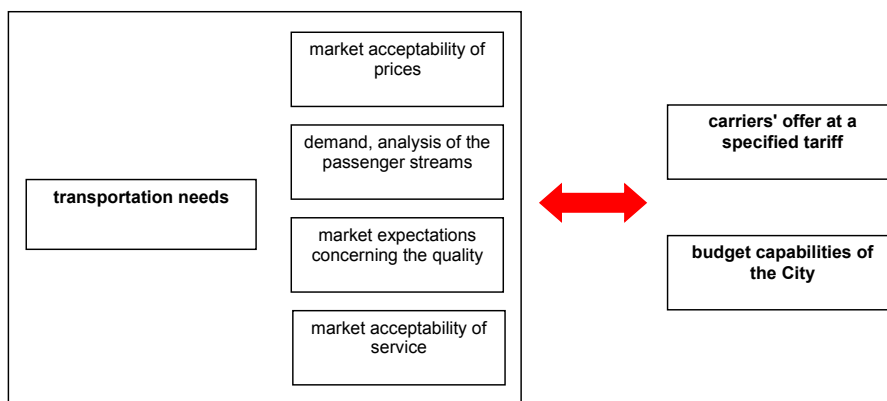 market acceptability of
prices
demand, analysis of the
passenger streams
transportation needs
market expectations
concerning the quality
market acceptability of
service
carriers' offer at a
specified tariff
budget capabilities of
the City